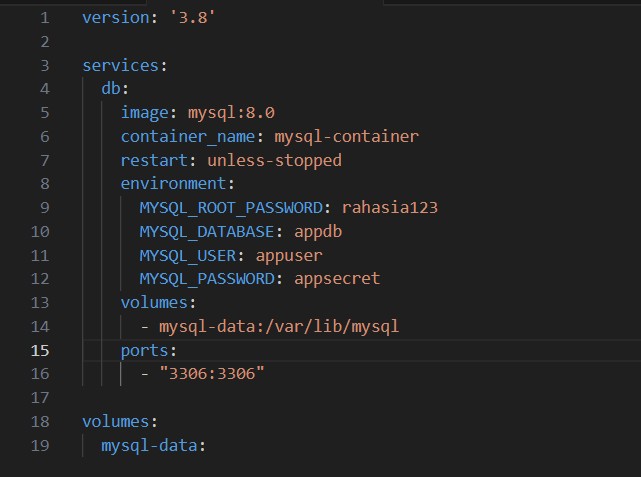 1 version: '3.8'
2
3 services:
4   db:
5     image: mysql:8.0
6     container_name: mysql-container
7     restart: unless-stopped
8     environment:
9       MYSQL_ROOT_PASSWORD: rahasia123
10       MYSQL_DATABASE: appdb
11       MYSQL_USER: appuser
12       MYSQL_PASSWORD: appsecret
13     volumes:
14       - mysql-data:/var/lib/mysql
15     ports:
16       - "3306:3306"
17
18 volumes:
19   mysql-data: